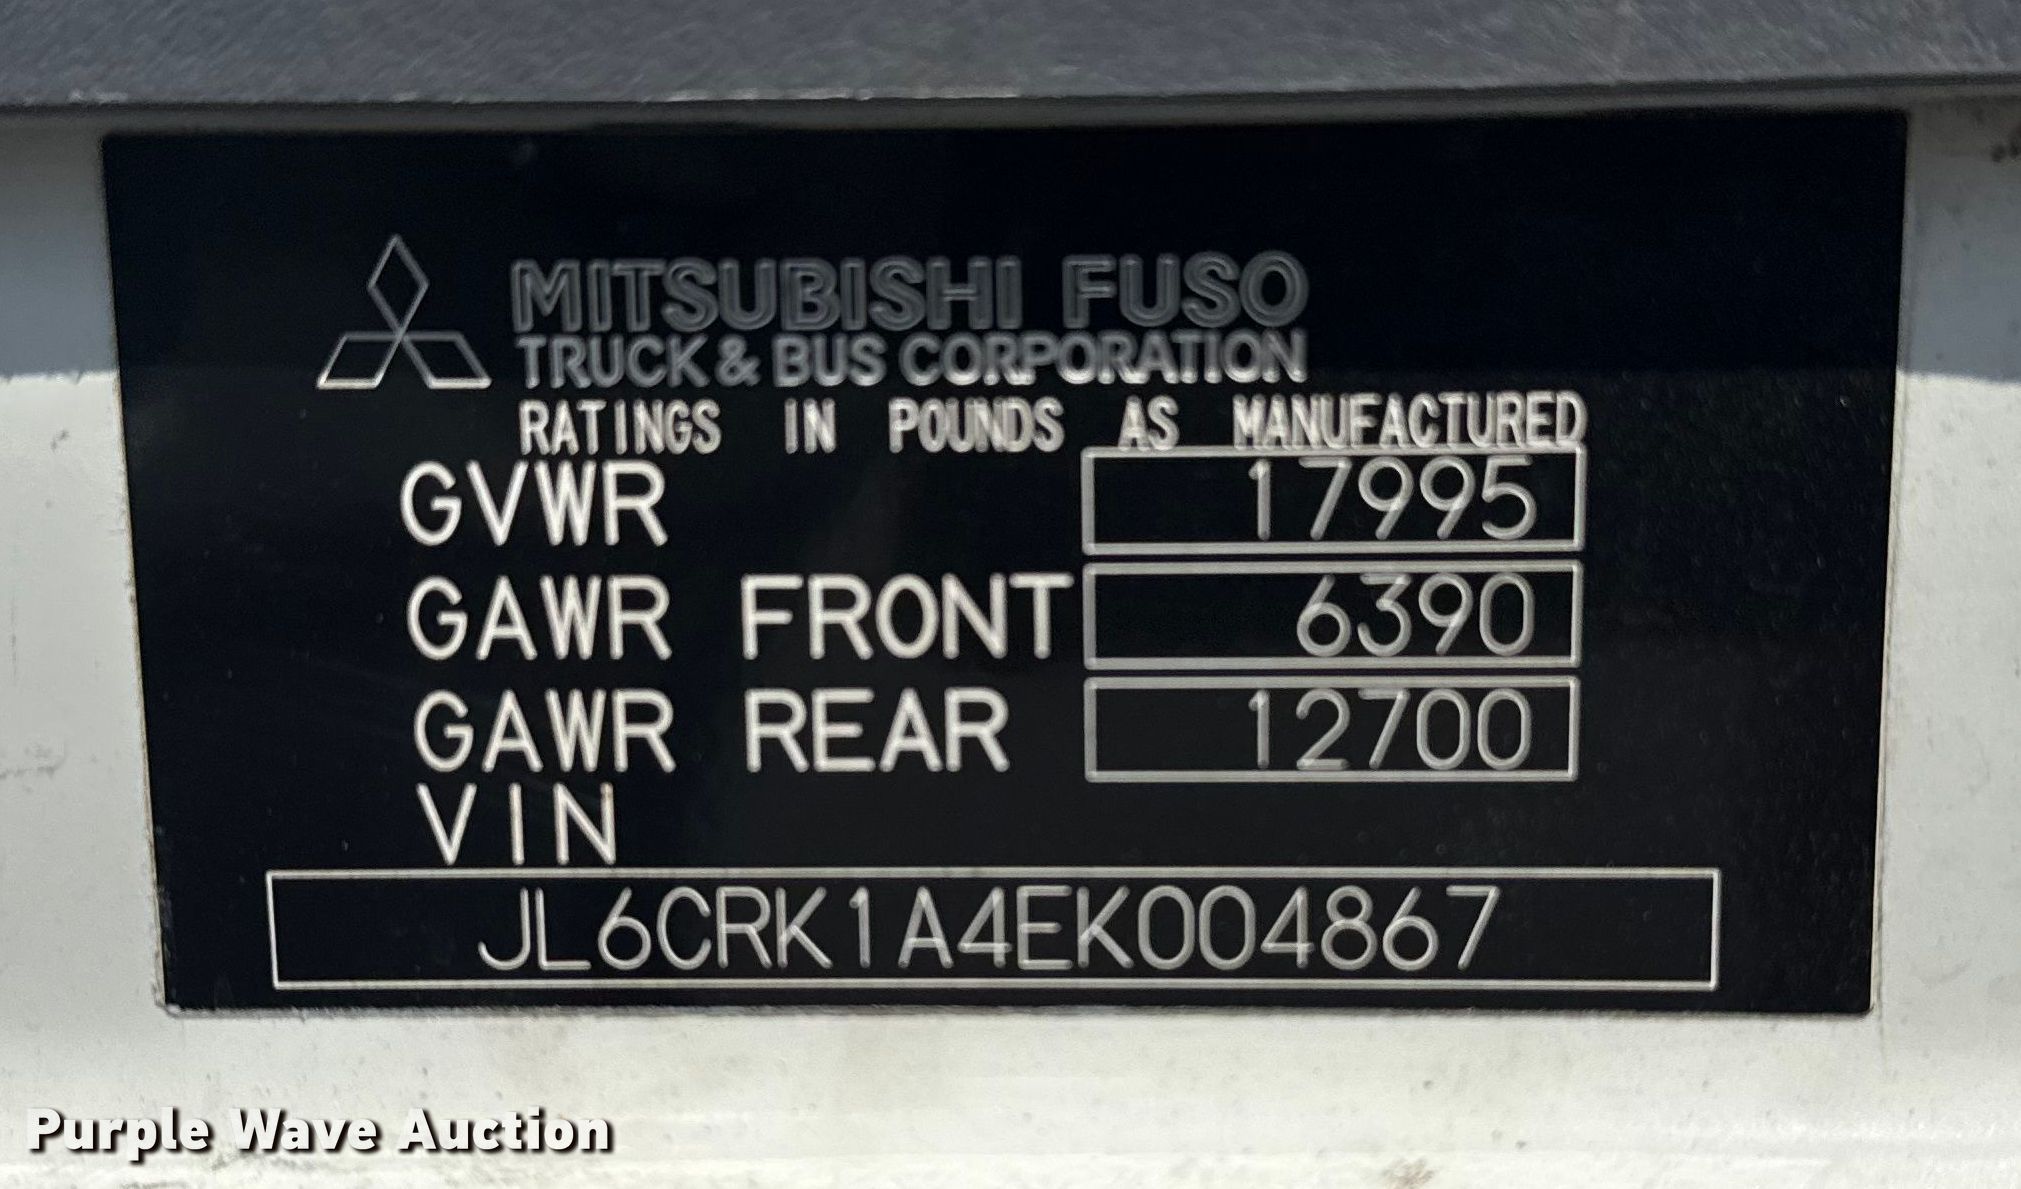 MITSUBISHI FUSO
TRUCK & BUS CORPORATION
RATINGS IN POUNDS AS MANUFACTURED
GVWR 17995
GAWR FRONT 6390
GAWR REAR 12700
VIN
JL6CRK1A4EK004867
Purple Wave Auction